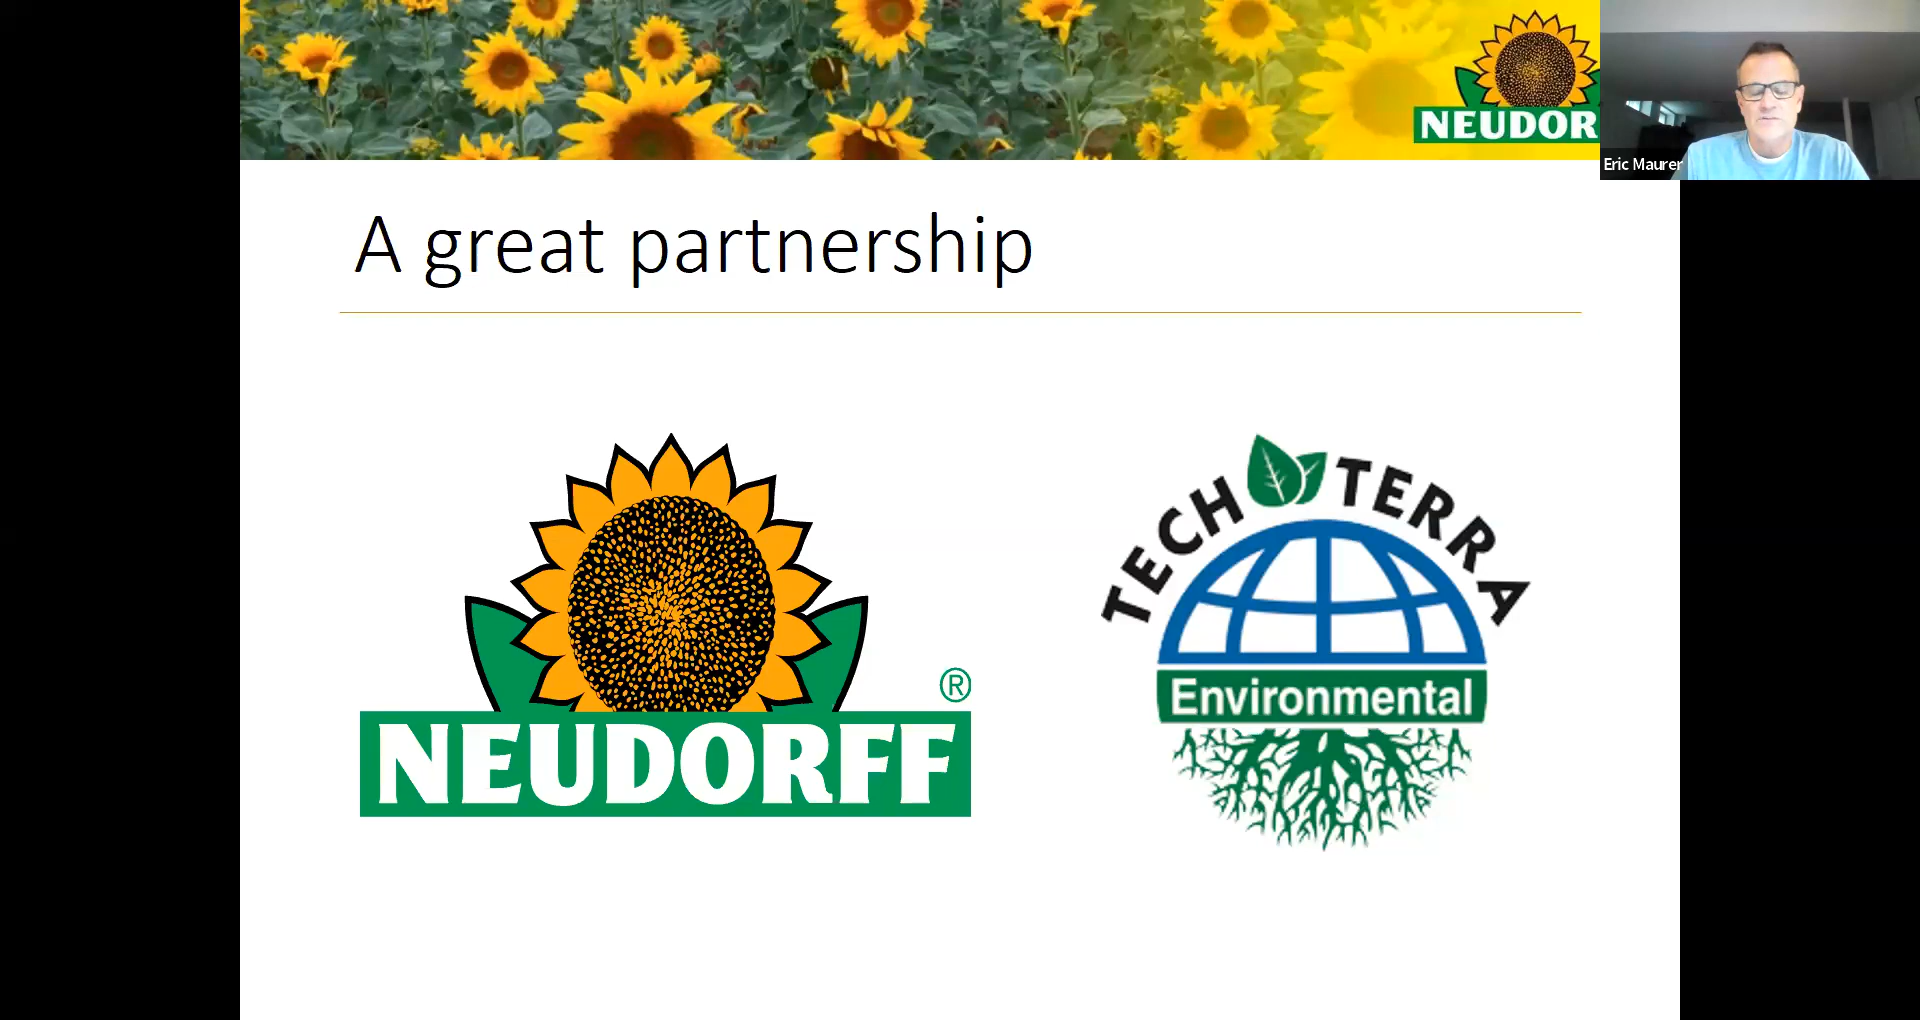 NEUDOR
Eric Maurer
A great partnership
®
NEUDORFF
TECH TERRA
Environmental